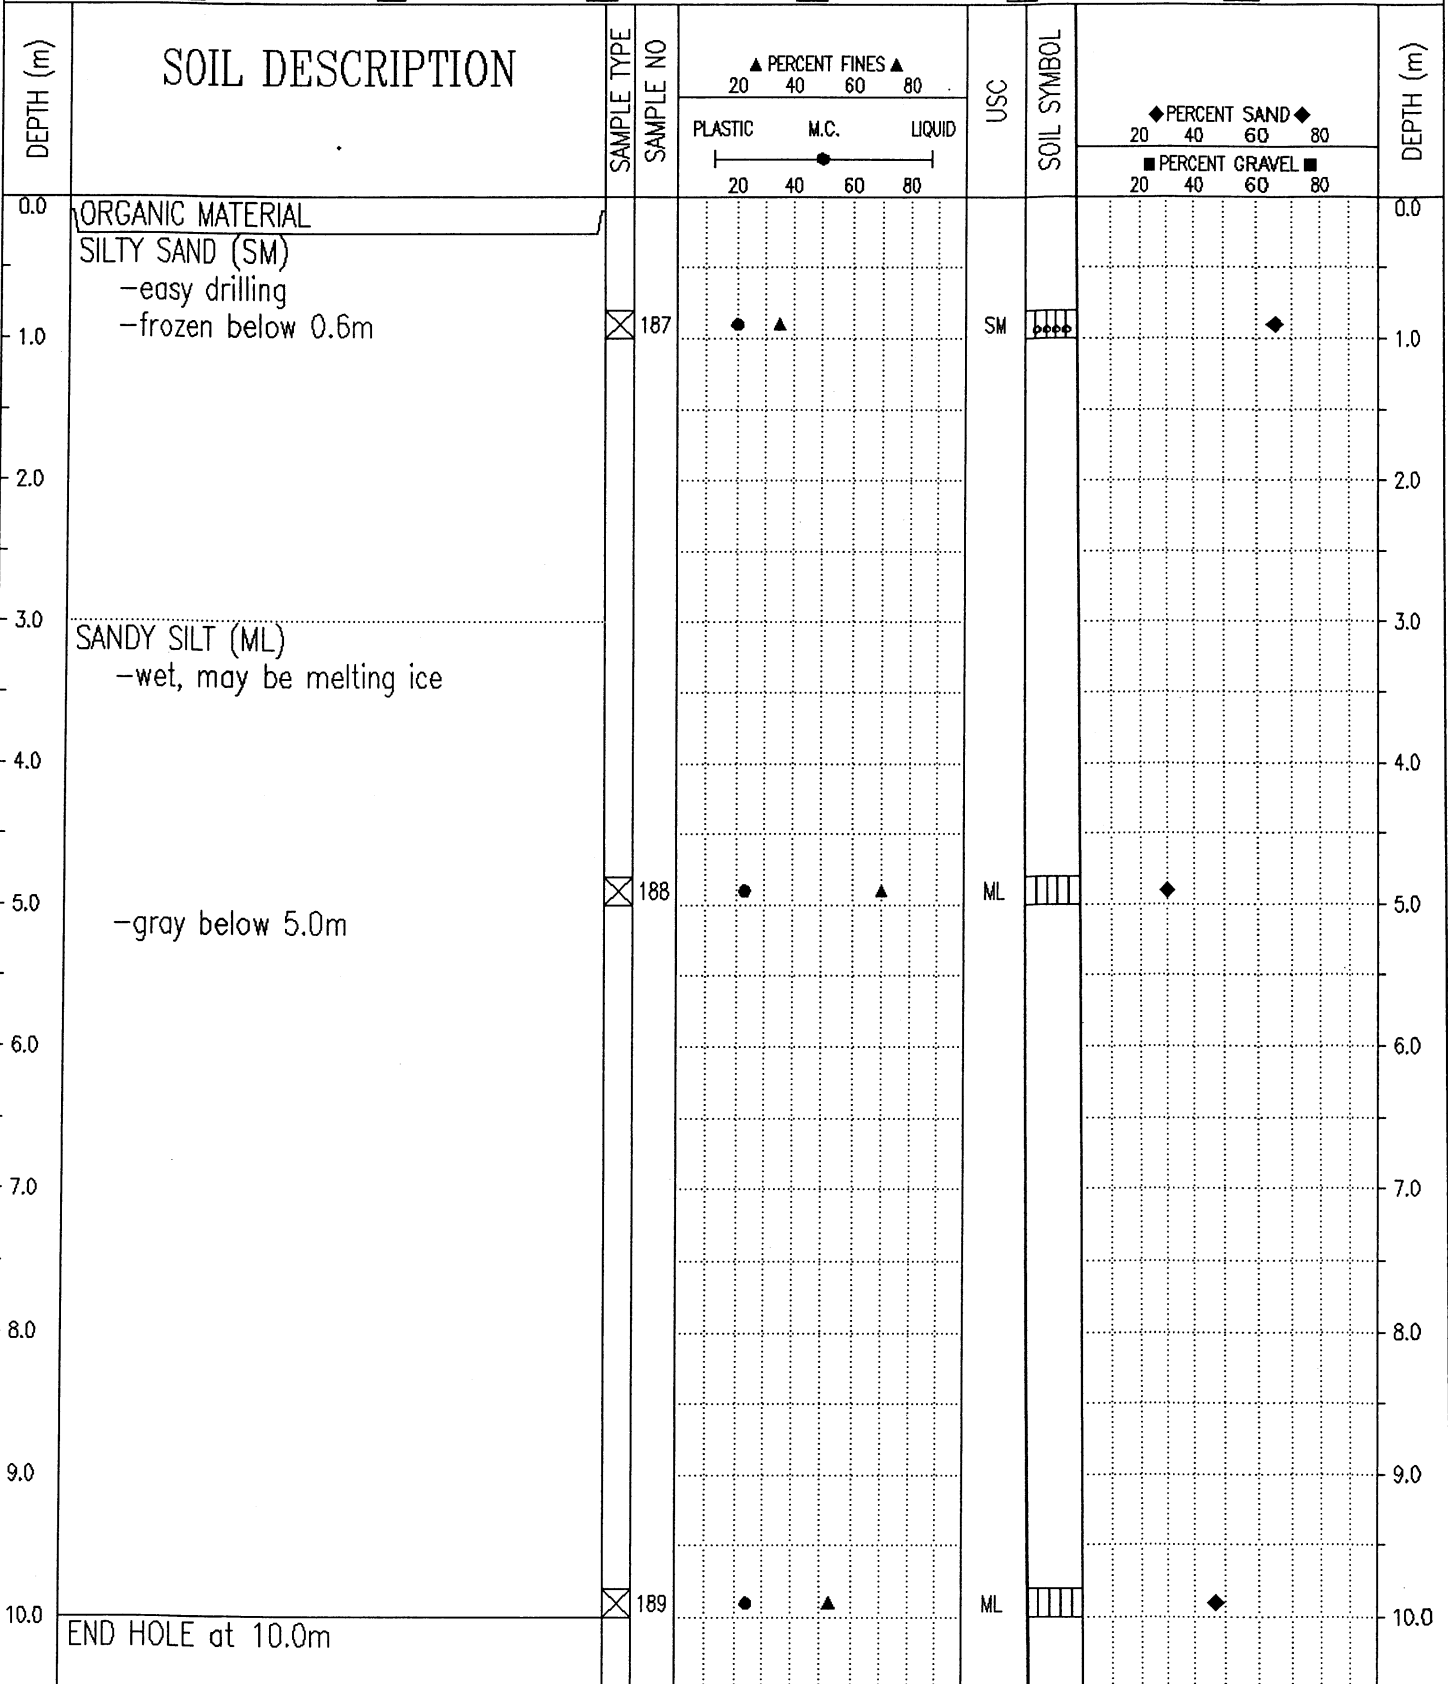 DEPTH (m)
SOIL DESCRIPTION
SAMPLE TYPE
SAMPLE NO
▲ PERCENT FINES ▲
20 40 60 80
PLASTIC M.C. LIQUID
20 40 60 80
USC
SOIL SYMBOL
◆PERCENT SAND◆
20 40 60 80
■PERCENT GRAVEL■
20 40 60 80
DEPTH (m)
0.0 ORGANIC MATERIAL 0.0
SILTY SAND (SM)
-easy drilling
-frozen below 0.6m 187 SM
1.0 1.0
2.0 2.0
3.0 3.0
SANDY SILT (ML)
-wet, may be melting ice
4.0 4.0
188 ML
5.0 5.0
-gray below 5.0m
6.0 6.0
7.0 7.0
8.0 8.0
9.0 9.0
189 ML
10.0 10.0
END HOLE at 10.0m